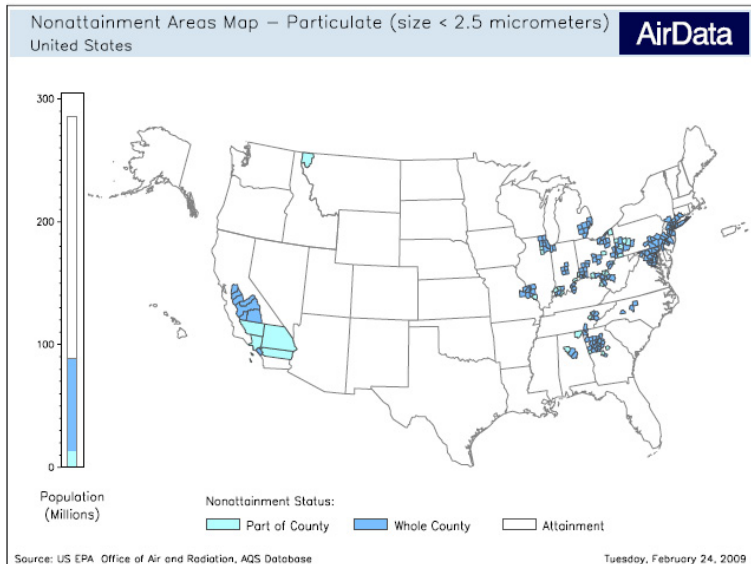 Nonattainment Areas Map – Particulate (size < 2.5 micrometers)
United States
AirData
300
200
100
0
Population
(Millions)
Nonattainment Status:
Part of County
Whole County
Attainment
Source: US EPA Office of Air and Radiation, AQS Database
Tuesday, February 24, 2009